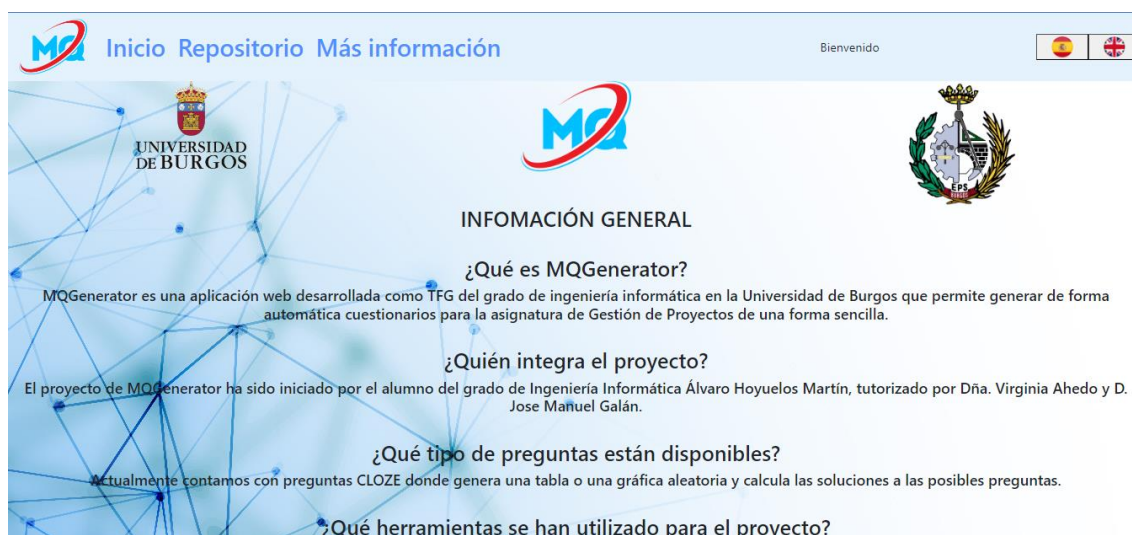 MQ Inicio Repositorio Más información Bienvenido
UNIVERSIDAD
DE BURGOS
MQ
EPS
BURGOS
INFOMACIÓN GENERAL
¿Qué es MQGenerator?
MQGenerator es una aplicación web desarrollada como TFG del grado de ingeniería informática en la Universidad de Burgos que permite generar de forma
automática cuestionarios para la asignatura de Gestión de Proyectos de una forma sencilla.
¿Quién integra el proyecto?
El proyecto de MQGenerator ha sido iniciado por el alumno del grado de Ingeniería Informática Álvaro Hoyuelos Martín, tutorizado por Dña. Virginia Ahedo y D.
Jose Manuel Galán.
¿Qué tipo de preguntas están disponibles?
Actualmente contamos con preguntas CLOZE donde genera una tabla o una gráfica aleatoria y calcula las soluciones a las posibles preguntas.
¿Qué herramientas se han utilizado para el proyecto?